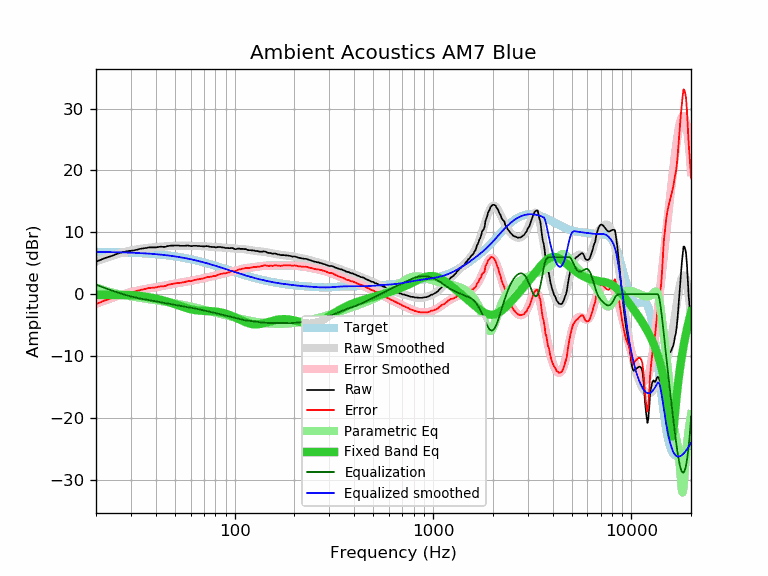 Ambient Acoustics AM7 Blue
Amplitude (dBr)
30
20
10
0
−10
−20
−30
Target
Raw Smoothed
Error Smoothed
Raw
Error
Parametric Eq
Fixed Band Eq
Equalization
Equalized smoothed
100
1000
10000
Frequency (Hz)